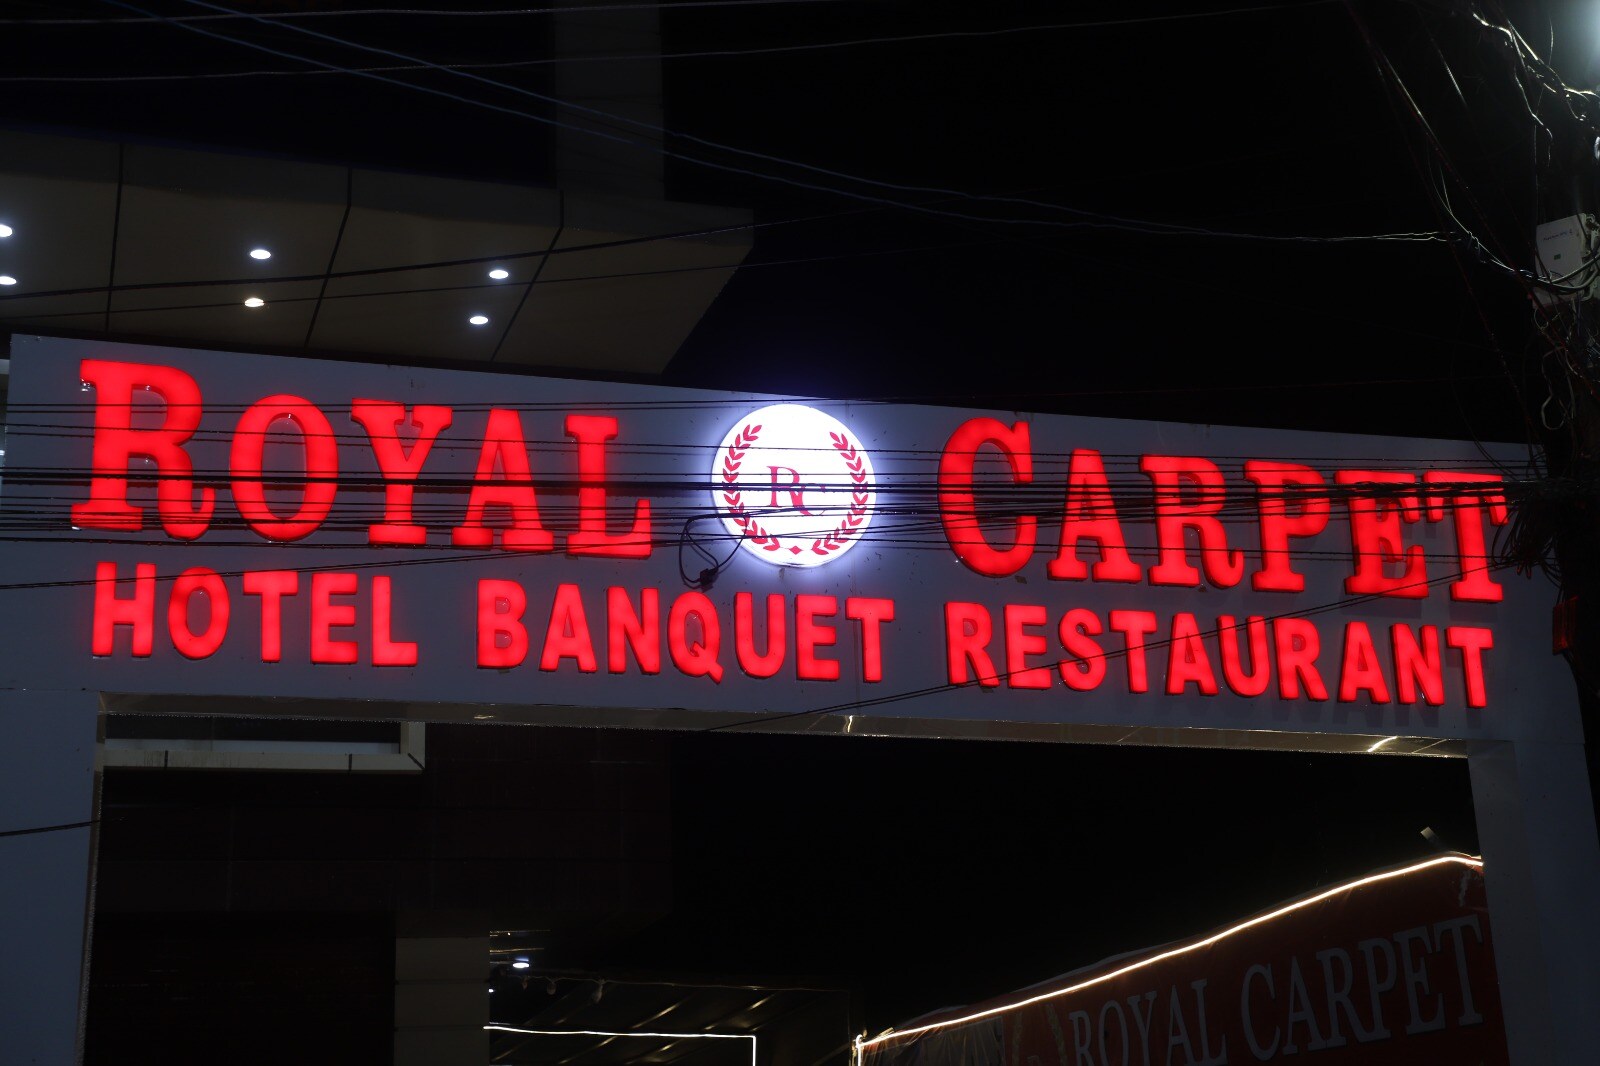 ROYAL RC CARPET
HOTEL BANQUET RESTAURANT
ROYAL CARPET